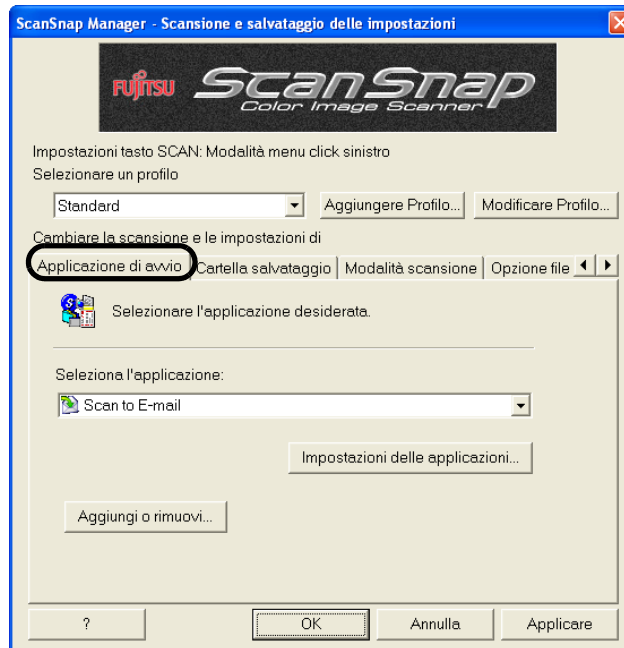 ScanSnap Manager - Scansione e salvataggio delle impostazioni
FUJITSU ScanSnap
Color Image Scanner
Impostazioni tasto SCAN: Modalità menu click sinistro
Selezionare un profilo
Standard Aggiungere Profilo... Modificare Profilo...
Cambiare la scansione e le impostazioni di
Applicazione di avvio Cartella salvataggio Modalità scansione Opzione file
Selezionare l'applicazione desiderata.
Seleziona l'applicazione:
Scan to E-mail
Impostazioni delle applicazioni...
Aggiungi o rimuovi...
? OK Annulla Applicare